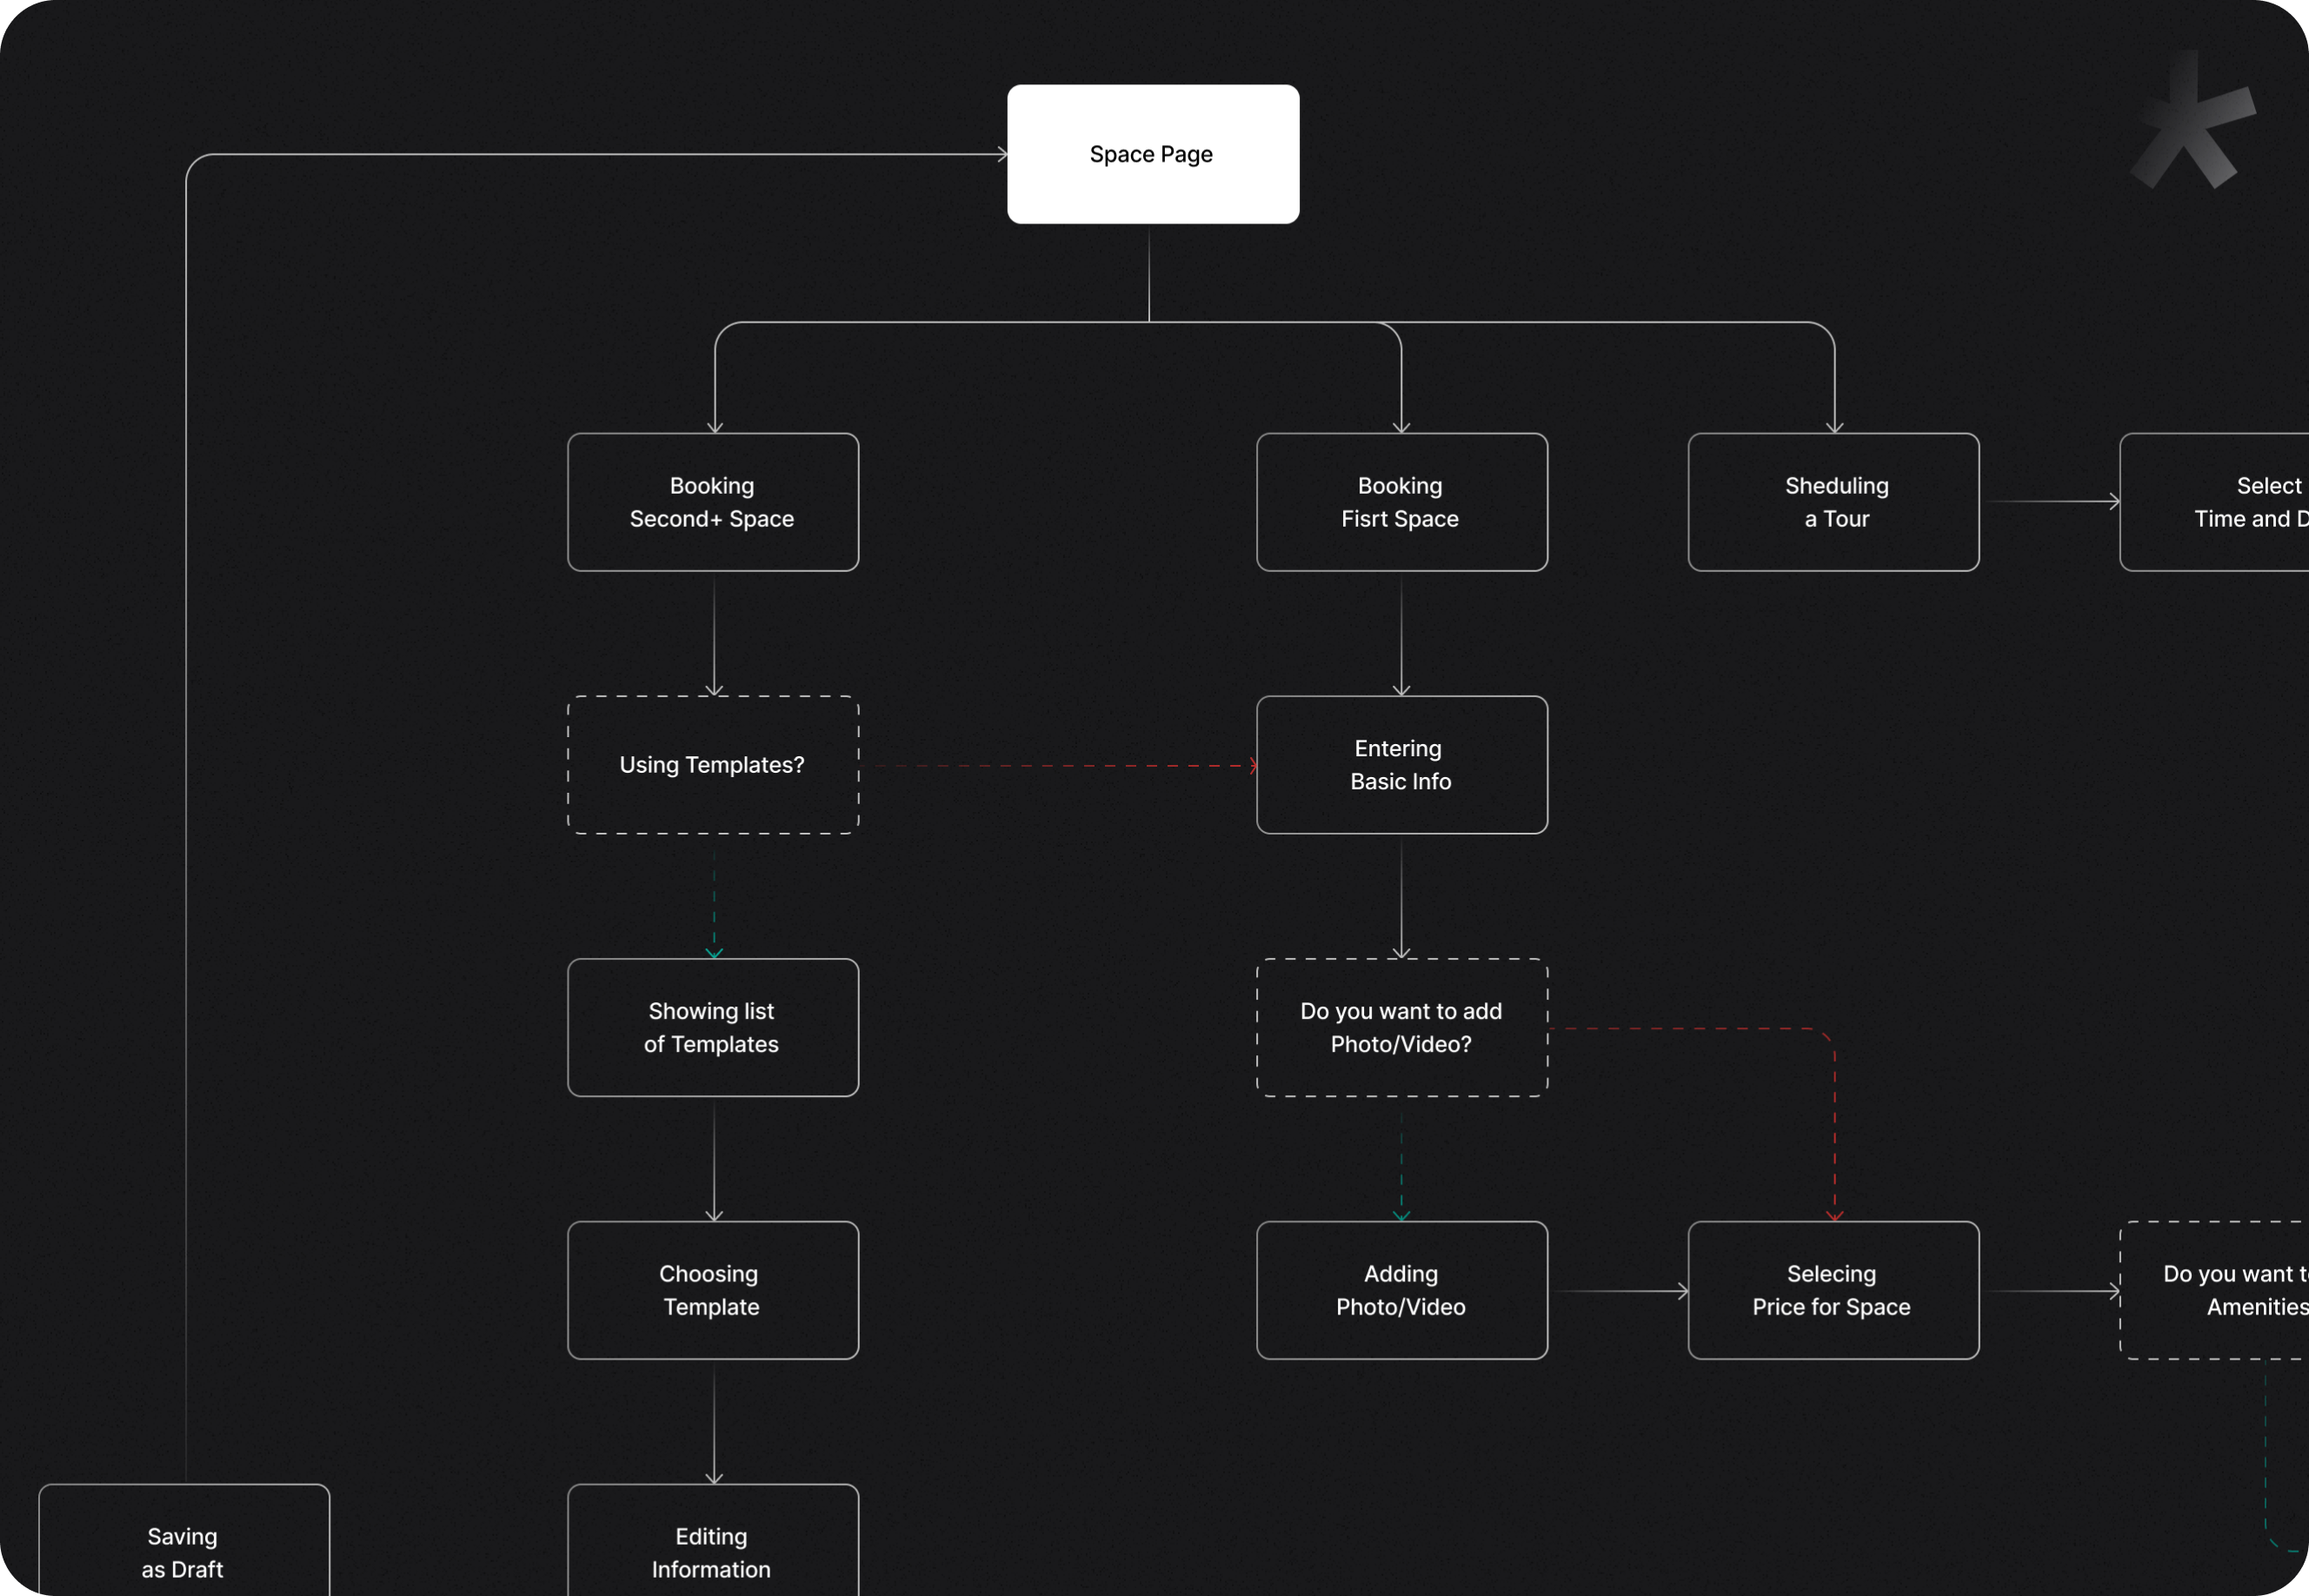 Space Page
Booking
Second+ Space
Booking
Fisrt Space
Sheduling
a Tour
Select
Time and
Using Templates?
Entering
Basic Info
Showing list
of Templates
Do you want to add
Photo/Video?
Choosing
Template
Adding
Photo/Video
Selecing
Price for Space
Do you want
Amenities
Saving
as Draft
Editing
Information